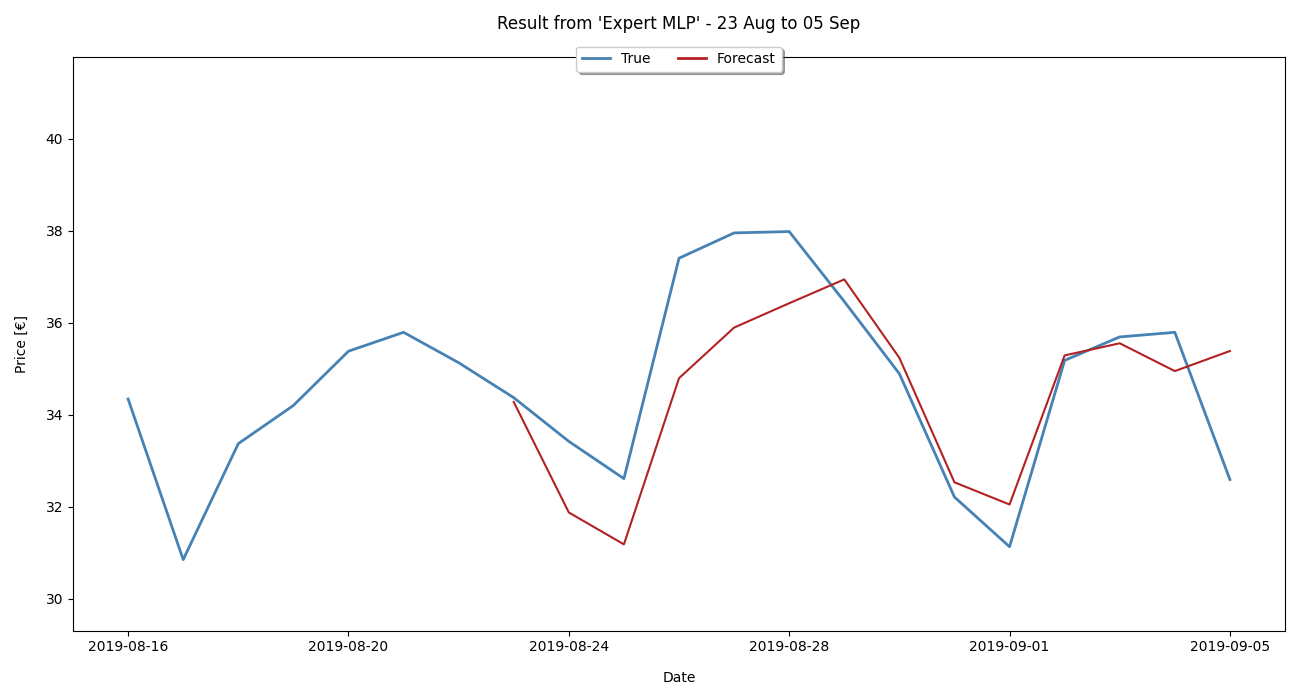 Result from 'Expert MLP' - 23 Aug to 05 Sep
True Forecast
40
38
36
34
32
30
Price [€]
2019-08-16 2019-08-20 2019-08-24 2019-08-28 2019-09-01 2019-09-05
Date